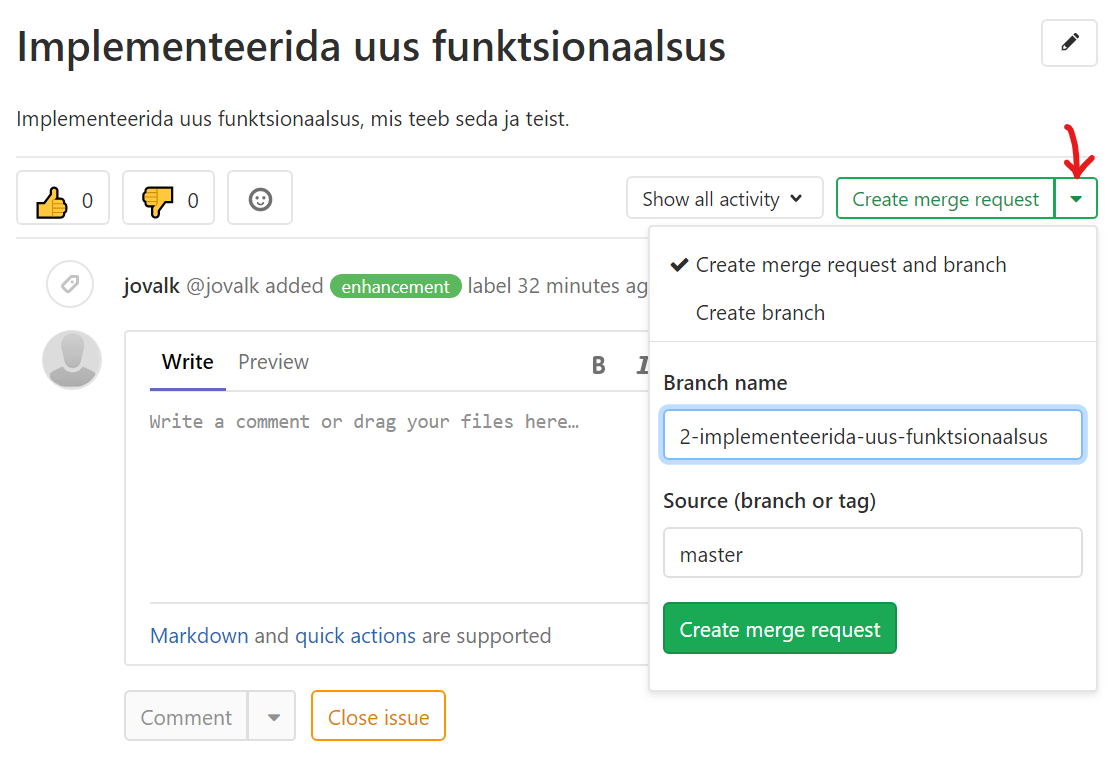 Implementeerida uus funktsionaalsus
Implementeerida uus funktsionaalsus, mis teeb seda ja teist.
0
0
Show all activity
Create merge request
jovalk @jovalk added enhancement label 32 minutes ag
Create merge request and branch
Create branch
Branch name
2-implementeerida-uus-funktsionaalsus
Source (branch or tag)
master
Create merge request
Write Preview B I
Write a comment or drag your files here…
Markdown and quick actions are supported
Comment
Close issue